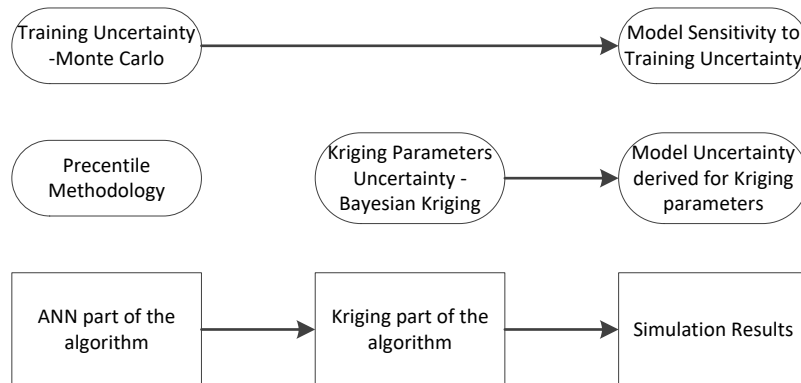 Training Uncertainty
-Monte Carlo
Model Sensitivity to
Training Uncertainty
Precentile
Methodology
Kriging Parameters
Uncertainty -
Bayesian Kriging
Model Uncertainty
derived for Kriging
parameters
ANN part of the
algorithm
Kriging part of the
algorithm
Simulation Results